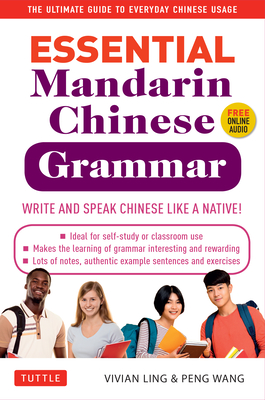 THE ULTIMATE GUIDE TO EVERYDAY CHINESE USAGE
ESSENTIAL
Mandarin
Chinese
FREE
ONLINE
AUDIO
Grammar
WRITE AND SPEAK CHINESE LIKE A NATIVE!
■ Ideal for self-study or classroom use
■ Makes the learning of grammar interesting and rewarding
■ Lots of notes, authentic example sentences and exercises
TUTTLE
VIVIAN LING & PENG WANG